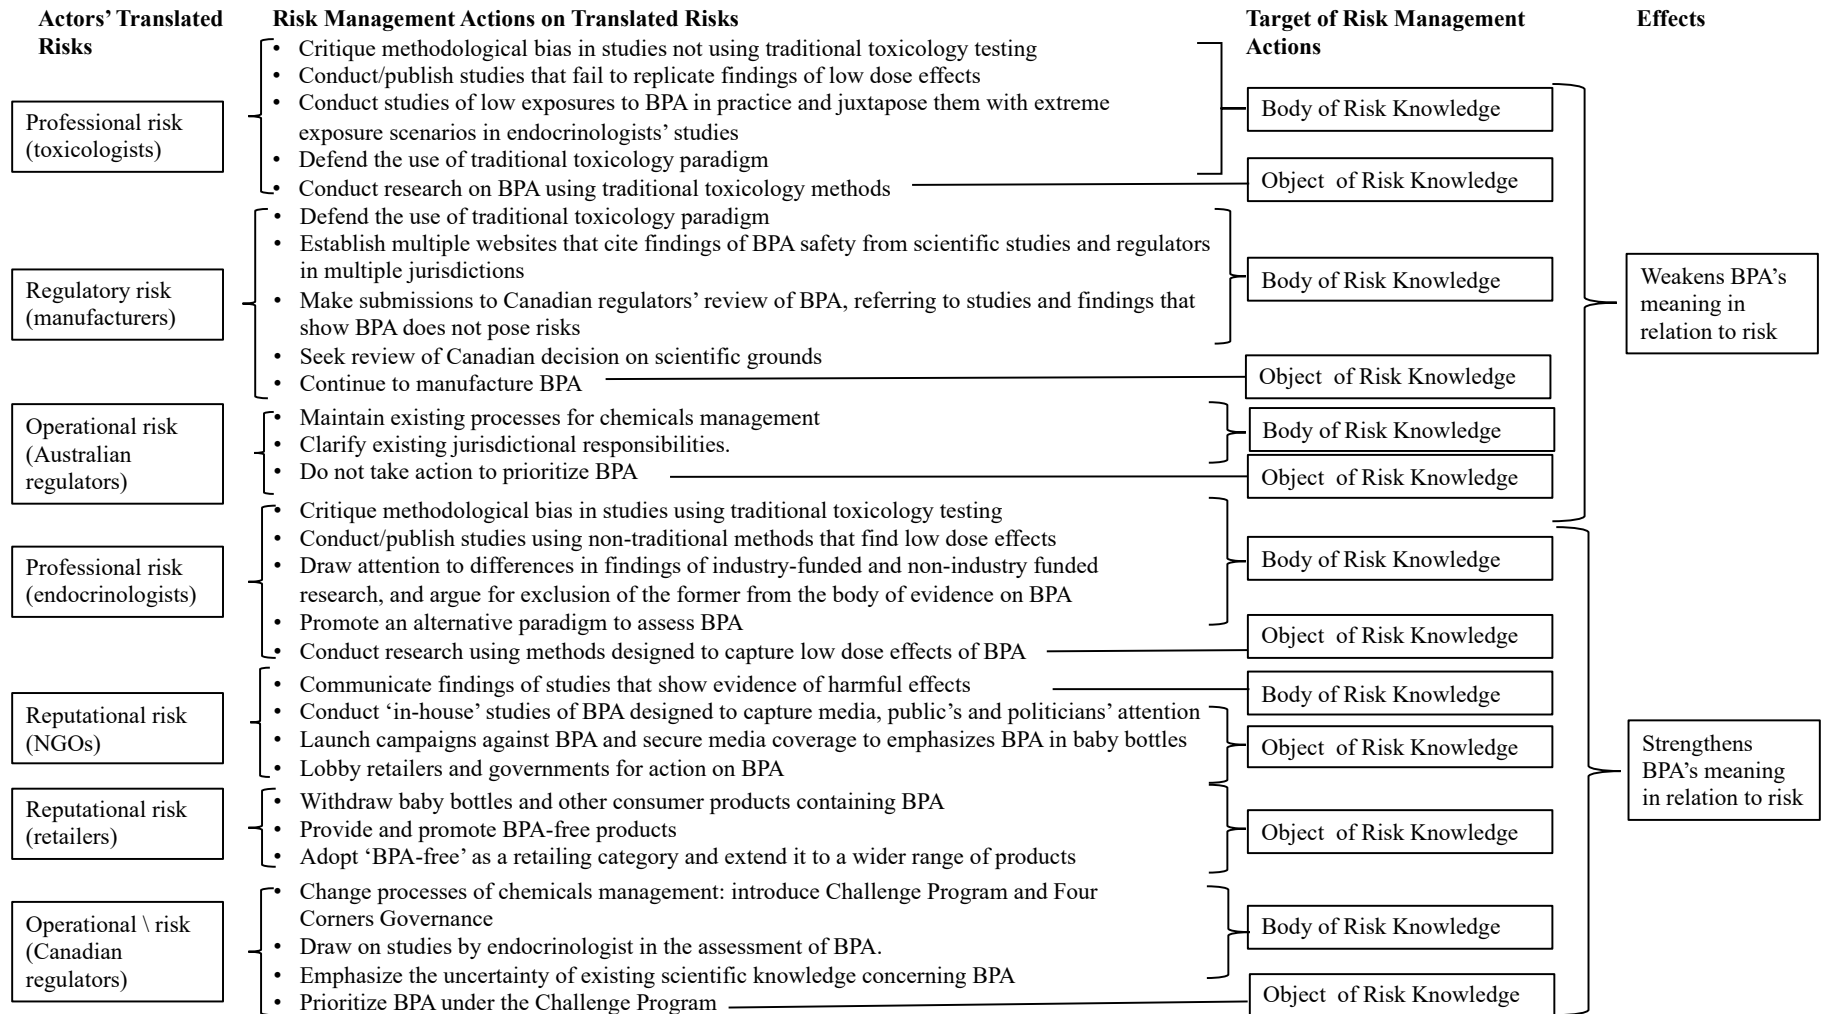 Actors’ Translated
Risks
Risk Management Actions on Translated Risks
Target of Risk Management
Actions
Effects
Professional risk
(toxicologists)
• Critique methodological bias in studies not using traditional toxicology testing
• Conduct/publish studies that fail to replicate findings of low dose effects
• Conduct studies of low exposures to BPA in practice and juxtapose them with extreme
exposure scenarios in endocrinologists’ studies
• Defend the use of traditional toxicology paradigm
• Conduct research on BPA using traditional toxicology methods
Body of Risk Knowledge
Object of Risk Knowledge
Regulatory risk
(manufacturers)
• Defend the use of traditional toxicology paradigm
• Establish multiple websites that cite findings of BPA safety from scientific studies and regulators
in multiple jurisdictions
• Make submissions to Canadian regulators’ review of BPA, referring to studies and findings that
show BPA does not pose risks
• Seek review of Canadian decision on scientific grounds
• Continue to manufacture BPA
Body of Risk Knowledge
Object of Risk Knowledge
Operational risk
(Australian
regulators)
• Maintain existing processes for chemicals management
• Clarify existing jurisdictional responsibilities.
• Do not take action to prioritize BPA
Body of Risk Knowledge
Object of Risk Knowledge
Weakens BPA’s
meaning in
relation to risk
Professional risk
(endocrinologists)
• Critique methodological bias in studies using traditional toxicology testing
• Conduct/publish studies using non-traditional methods that find low dose effects
• Draw attention to differences in findings of industry-funded and non-industry funded
research, and argue for exclusion of the former from the body of evidence on BPA
• Promote an alternative paradigm to assess BPA
• Conduct research using methods designed to capture low dose effects of BPA
Body of Risk Knowledge
Object of Risk Knowledge
Reputational risk
(NGOs)
• Communicate findings of studies that show evidence of harmful effects
• Conduct ‘in-house’ studies of BPA designed to capture media, public’s and politicians’ attention
• Launch campaigns against BPA and secure media coverage to emphasizes BPA in baby bottles
• Lobby retailers and governments for action on BPA
Body of Risk Knowledge
Object of Risk Knowledge
Reputational risk
(retailers)
• Withdraw baby bottles and other consumer products containing BPA
• Provide and promote BPA-free products
• Adopt ‘BPA-free’ as a retailing category and extend it to a wider range of products
Object of Risk Knowledge
Operational \ risk
(Canadian
regulators)
• Change processes of chemicals management: introduce Challenge Program and Four
Corners Governance
• Draw on studies by endocrinologist in the assessment of BPA.
• Emphasize the uncertainty of existing scientific knowledge concerning BPA
• Prioritize BPA under the Challenge Program
Body of Risk Knowledge
Object of Risk Knowledge
Strengthens
BPA’s meaning
in relation to risk